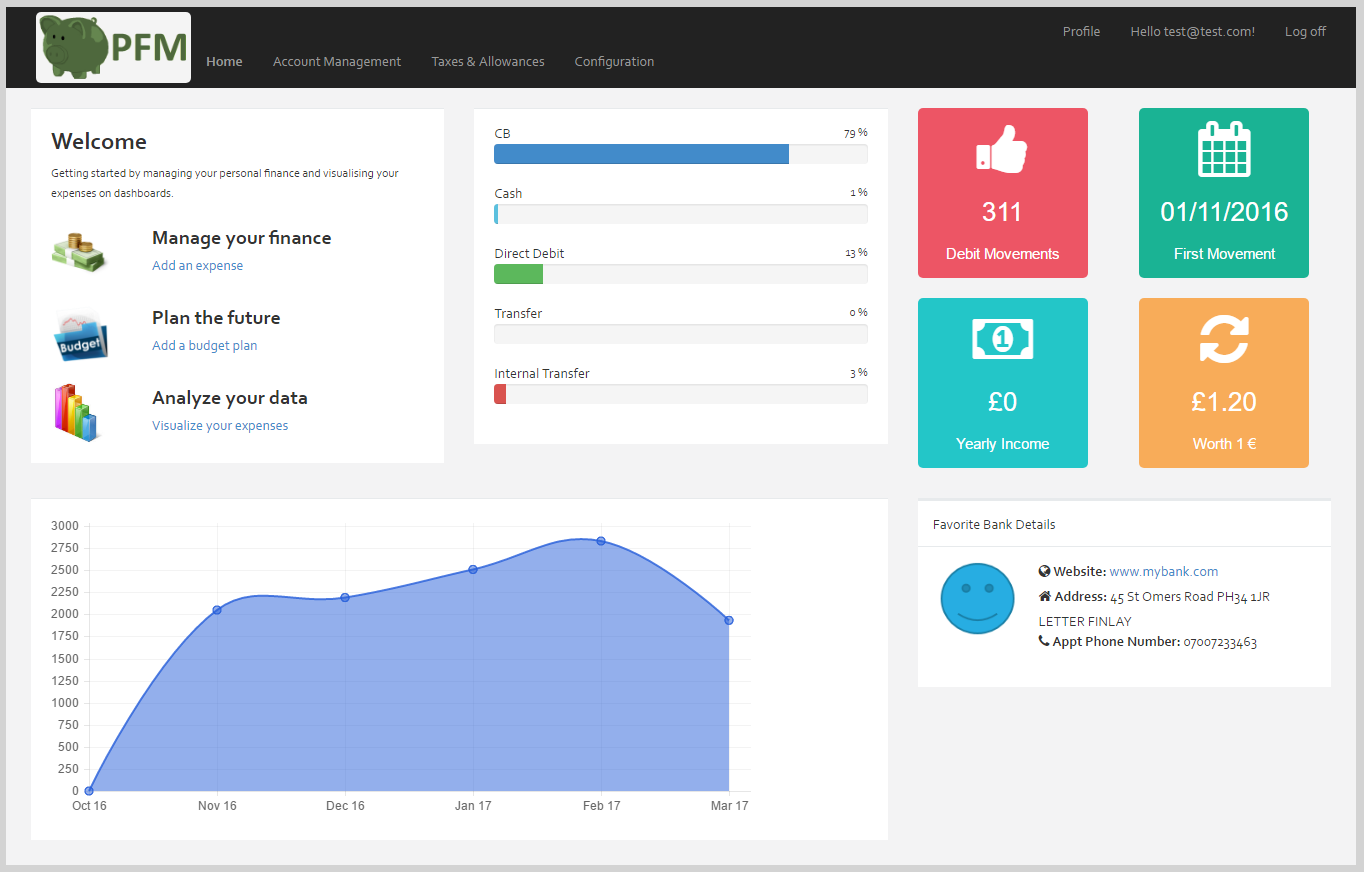 PFM
Home
Account Management
Taxes & Allowances
Configuration
Profile
Hello test@test.com!
Log off
Welcome
Getting started by managing your personal finance and visualising your
expenses on dashboards.
Manage your finance
Add an expense
Budget
Plan the future
Add a budget plan
Analyze your data
Visualize your expenses
CB 79 %
Cash 1 %
Direct Debit 13 %
Transfer 0 %
Internal Transfer 3 %
311
Debit Movements
01/11/2016
First Movement
1
£0
Yearly Income
£1.20
Worth 1 €
3000
2750
2500
2250
2000
1750
1500
1250
1000
750
500
250
0
Oct 16 Nov 16 Dec 16 Jan 17 Feb 17 Mar 17
Favorite Bank Details
Website: www.mybank.com
Address: 45 St Omers Road PH34 1JR
LETTER FINLAY
Appt Phone Number: 07007233463